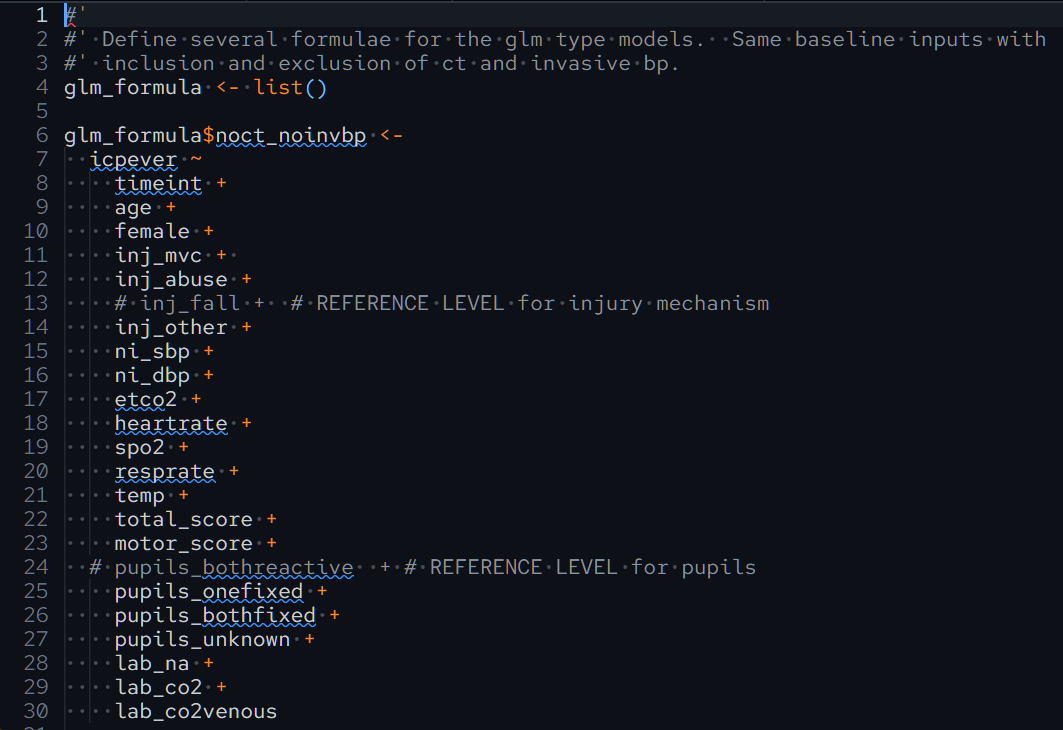 1 #'
2 #' Define several formulae for the glm type models.  Same baseline inputs with
3 #' inclusion and exclusion of ct and invasive bp.
4 glm_formula <- list()
5
6 glm_formula$noct_noinvbp <-
7   icpever ~
8     timeint +
9     age +
10     female +
11     inj_mvc +
12     inj_abuse +
13     # inj_fall +  # REFERENCE LEVEL for injury mechanism
14     inj_other +
15     ni_sbp +
16     ni_dbp +
17     etco2 +
18     heartrate +
19     spo2 +
20     resprate +
21     temp +
22     total_score +
23     motor_score +
24   # pupils_bothreactive  + # REFERENCE LEVEL for pupils
25     pupils_onefixed +
26     pupils_bothfixed +
27     pupils_unknown +
28     lab_na +
29     lab_co2 +
30     lab_co2venous